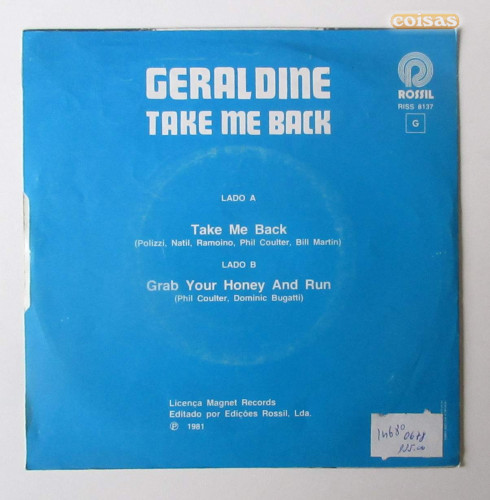 coisas
GERALDINE
TAKE ME BACK
ROSSIL
RISS 8137
G
LADO A
Take Me Back
(Polizzi, Natil, Ramoino, Phil Coulter, Bill Martin)
LADO B
Grab Your Honey And Run
(Phil Coulter, Dominic Bugatti)
Licença Magnet Records
Editado por Edições Rossil, Lda.
Ⓟ 1981